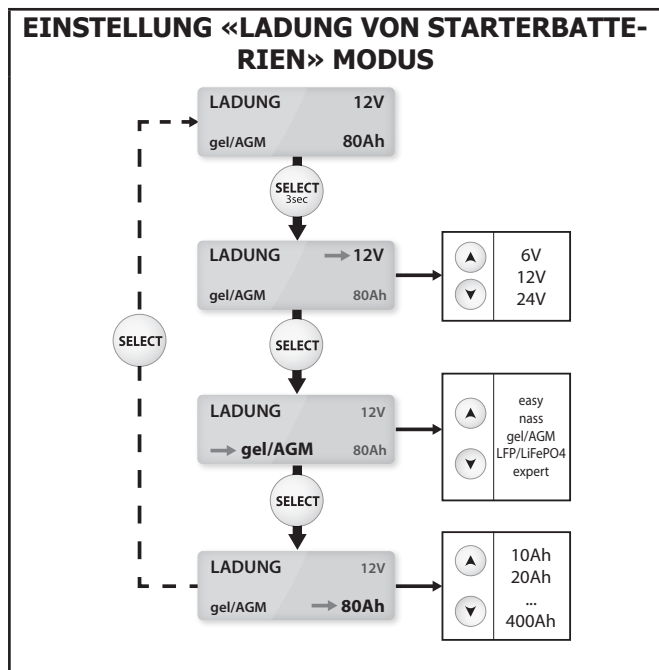 EINSTELLUNG «LADUNG VON STARTERBATTE-
RIEN» MODUS
LADUNG 12V
gel/AGM 80Ah
SELECT
3sec
LADUNG 12V
gel/AGM 80Ah
6V
12V
24V
SELECT
SELECT
LADUNG 12V
gel/AGM 80Ah
easy
nass
gel/AGM
LFP/LiFePO4
expert
SELECT
LADUNG 12V
gel/AGM 80Ah
10Ah
20Ah
...
400Ah